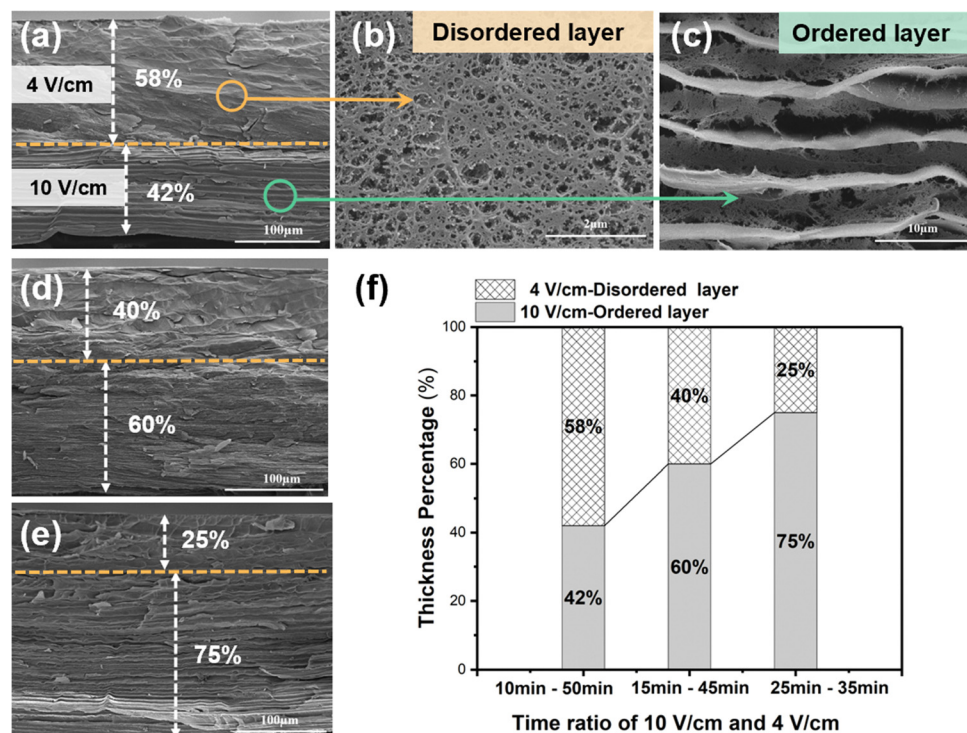 (a)
58%
4 V/cm
10 V/cm
42%
100μm
(b)
Disordered layer
2μm
(c)
Ordered layer
10μm
(d)
40%
60%
100μm
(e)
25%
75%
100μm
(f)
4 V/cm-Disordered layer
10 V/cm-Ordered layer
Thickness Percentage (%)
100
80
60
40
20
0
58%
42%
40%
60%
25%
75%
10min - 50min 15min - 45min 25min - 35min
Time ratio of 10 V/cm and 4 V/cm